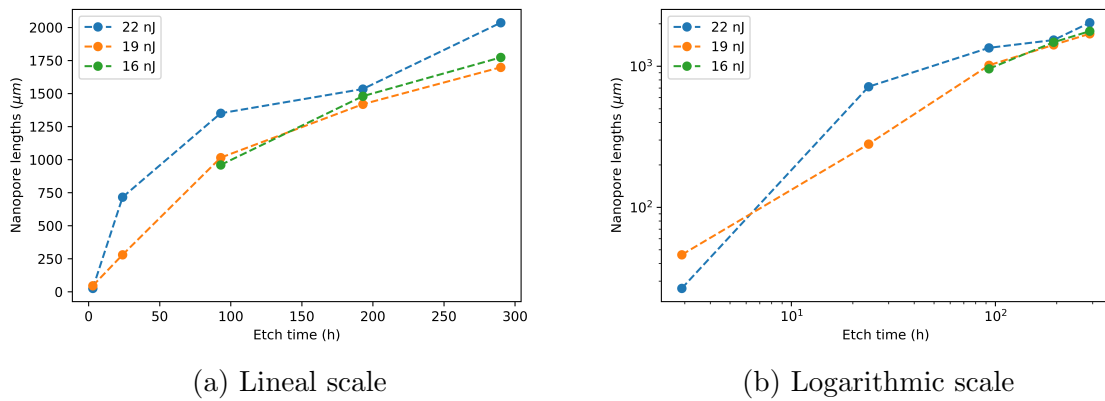 2000
1750
1500
1250
1000
750
500
250
0
Nanopore lengths (μm)
22 nJ
19 nJ
16 nJ
0 50 100 150 200 250 300
Etch time (h)
(a) Lineal scale
10³
10²
Nanopore lengths (μm)
22 nJ
19 nJ
16 nJ
10¹ 10²
Etch time (h)
(b) Logarithmic scale